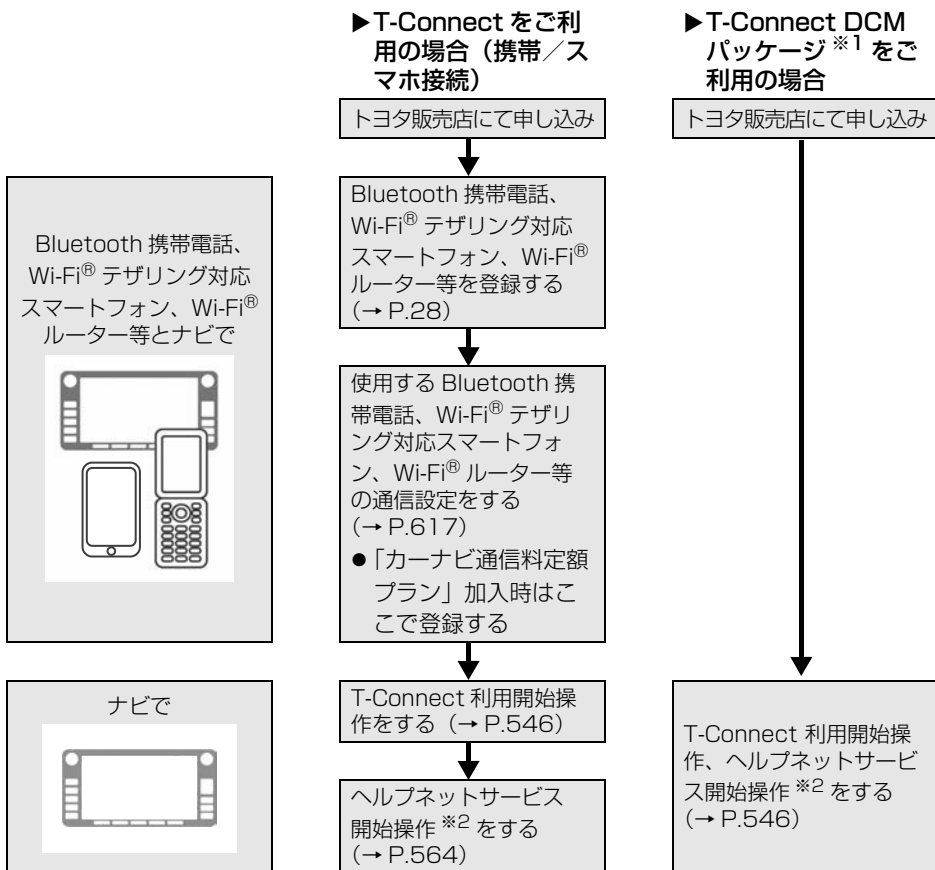 ▶T-Connect をご利
用の場合（携帯／ス
マホ接続）
▶T-Connect DCM
パッケージ ※1 をご
利用の場合
トヨタ販売店にて申し込み
トヨタ販売店にて申し込み
Bluetooth 携帯電話、
Wi-Fi® テザリング対応
スマートフォン、Wi-Fi®
ルーター等とナビで
Bluetooth 携帯電話、
Wi-Fi® テザリング対応
スマートフォン、Wi-Fi®
ルーター等を登録する
（→ P.28）
使用する Bluetooth 携
帯電話、Wi-Fi® テザリ
ング対応スマートフォ
ン、Wi-Fi® ルーター等
の通信設定をする
（→ P.617）
●「カーナビ通信料定額
プラン」加入時はこ
こで登録する
ナビで
T-Connect 利用開始操
作をする（→ P.546）
ヘルプネットサービス
開始操作 ※2 をする
（→ P.564）
T-Connect 利用開始操
作、ヘルプネットサービ
ス開始操作 ※2 をする
（→ P.546）